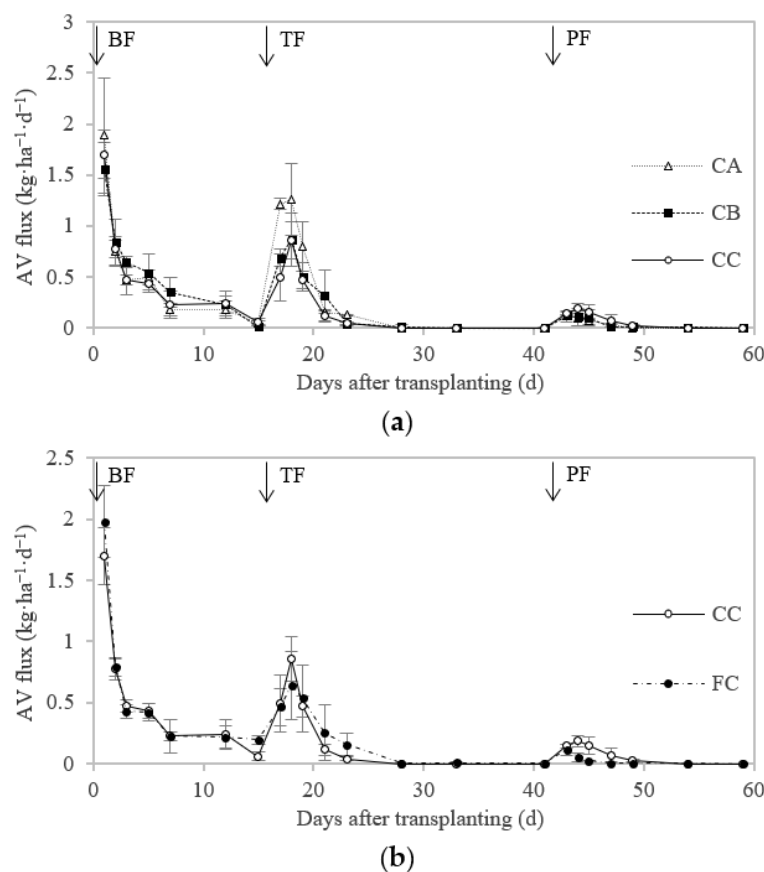 3
BF
TF
PF
2.5
2
1.5
1
0.5
0
AV flux (kg·ha⁻¹·d⁻¹)
CA
CB
CC
0 10 20 30 40 50 60
Days after transplanting (d)
(a)
2.5
BF
TF
PF
2
1.5
1
0.5
0
AV flux (kg·ha⁻¹·d⁻¹)
CC
FC
0 10 20 30 40 50 60
Days after transplanting (d)
(b)